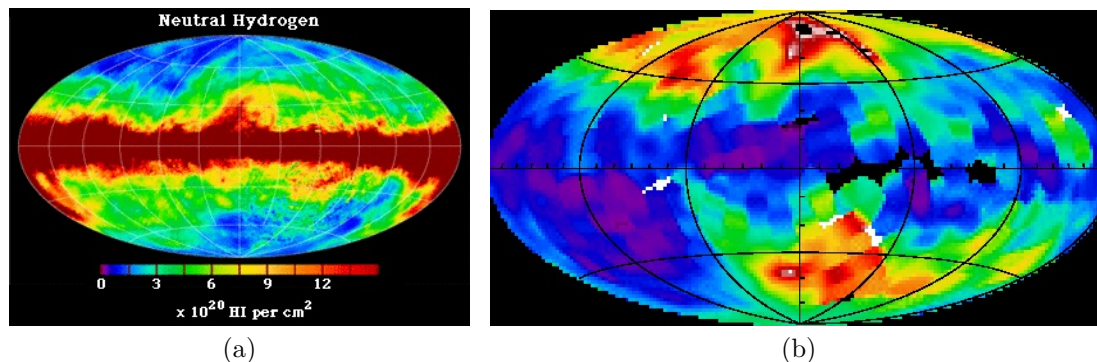 Neutral Hydrogen
0 3 6 9 12
x 10²⁰ HI per cm²
(a)
(b)